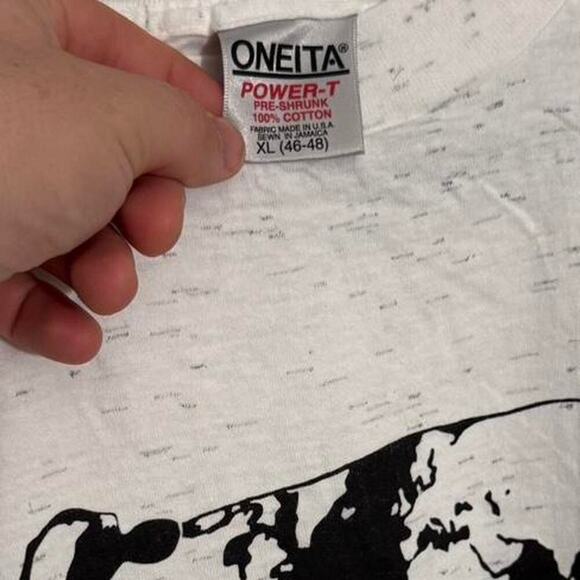 ONEITA®
POWER-T
PRE-SHRUNK
100% COTTON
FABRIC MADE IN U.S.A.
SEWN IN JAMAICA
XL (46-48)